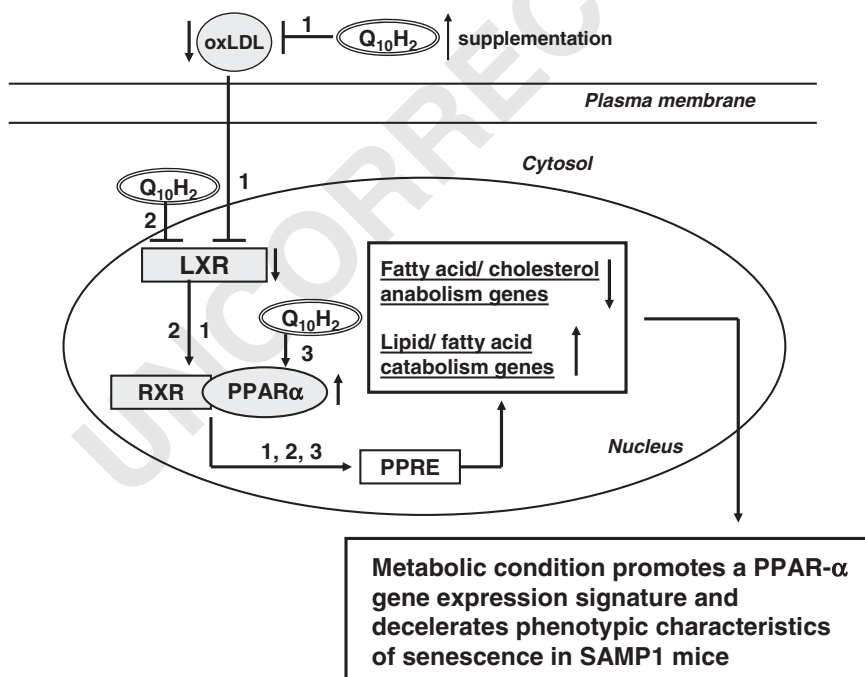 1
oxLDL
Q10H2
supplementation
Plasma membrane
Cytosol
Q10H2
1
2
LXR
Fatty acid/ cholesterol
anabolism genes
Q10H2
2 1
3
Lipid/ fatty acid
catabolism genes
RXR
PPARα
1, 2, 3
PPRE
Nucleus
Metabolic condition promotes a PPAR-α
gene expression signature and
decelerates phenotypic characteristics
of senescence in SAMP1 mice
UNCORREC